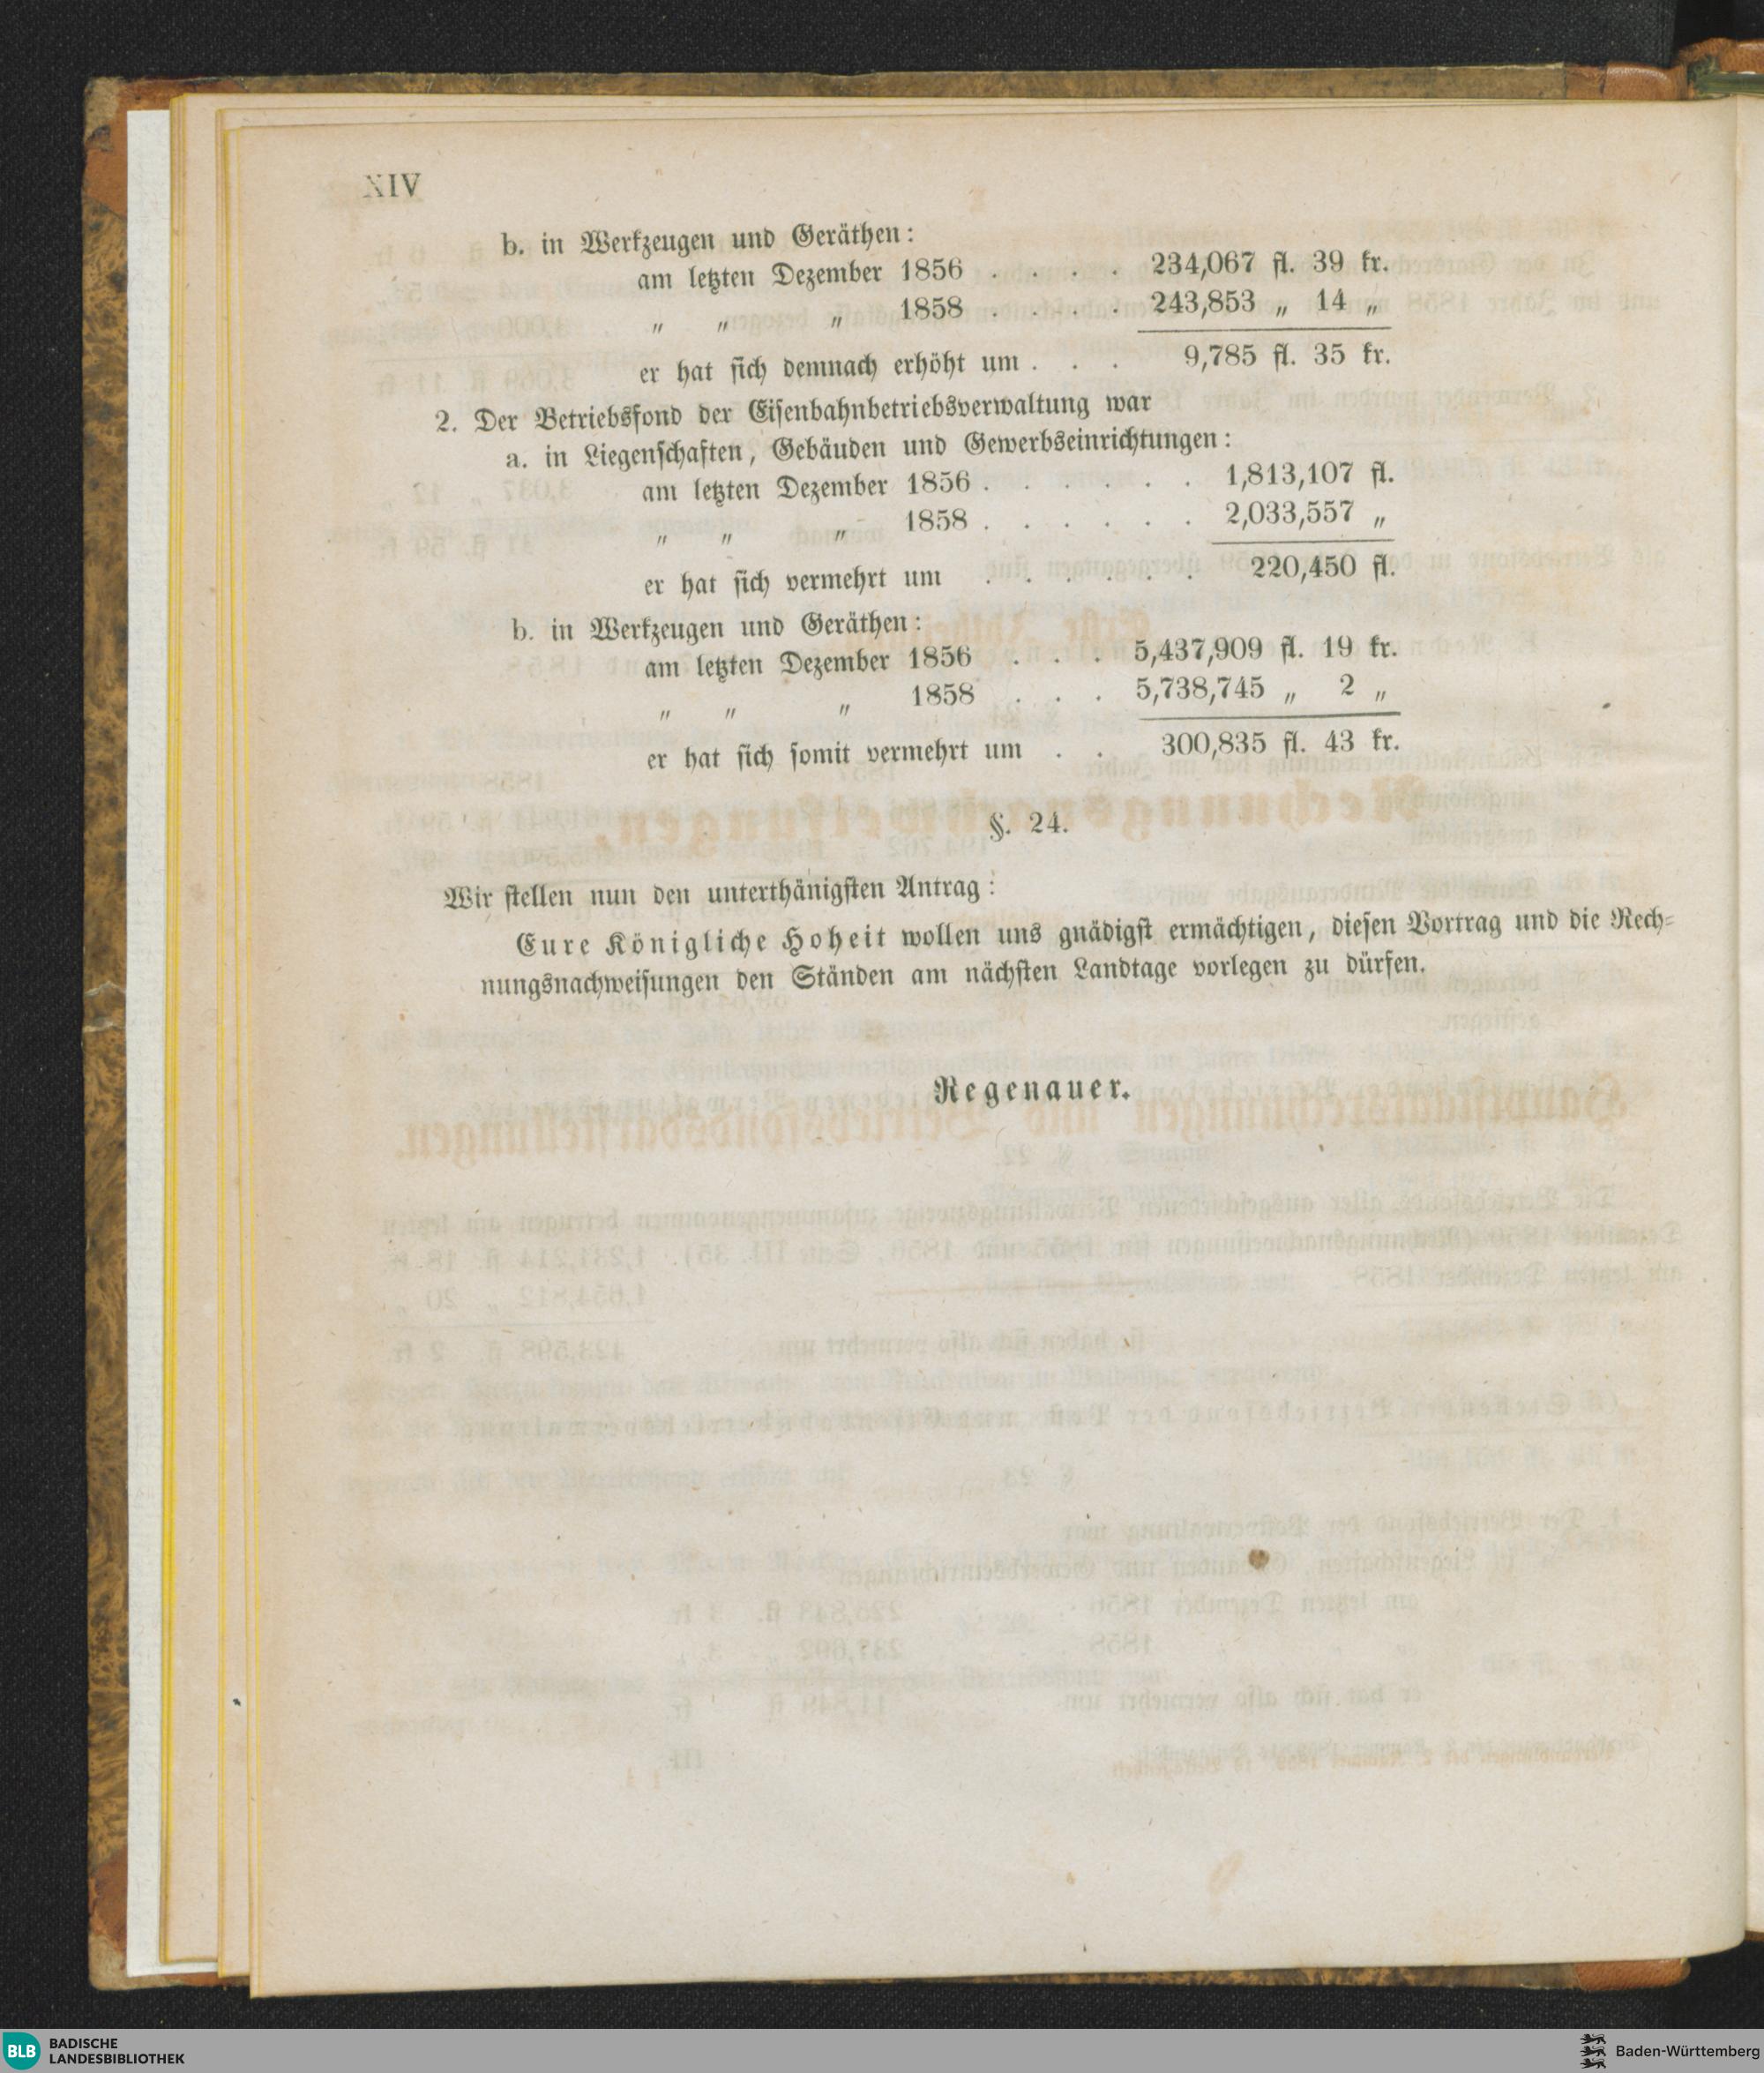 XIV
b. in Werkzeugen und Geräthen:
am letzten Dezember 1856 . . . . 234,067 fl. 39 kr.
„ „ „ 1858 . . . . 243,853 „ 14 „
er hat sich demnach erhöht um . . . 9,785 fl. 35 kr.
2. Der Betriebsfond der Eisenbahnbetriebsverwaltung war
a. in Liegenschaften, Gebäuden und Gewerbseinrichtungen:
am letzten Dezember 1856 . . . . . . 1,813,107 fl.
„ „ „ 1858 . . . . . . 2,033,557 „
er hat sich vermehrt um . . . . . . 220,450 fl.
b. in Werkzeugen und Geräthen:
am letzten Dezember 1856 . . . 5,437,909 fl. 19 kr.
„ „ „ 1858 . . . 5,738,745 „ 2 „
er hat sich somit vermehrt um . . 300,835 fl. 43 kr.
§. 24.
Wir stellen nun den unterthänigsten Antrag:
Eure Königliche Hoheit wollen uns gnädigst ermächtigen, diesen Vortrag und die Rech-
nungsnachweisungen den Ständen am nächsten Landtage vorlegen zu dürfen.
Regenauer.
BLB BADISCHE
LANDESBIBLIOTHEK
Baden-Württemberg